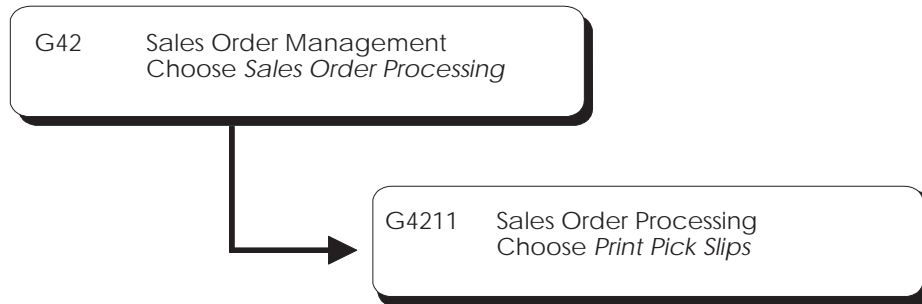 G42 Sales Order Management
Choose Sales Order Processing
G4211 Sales Order Processing
Choose Print Pick Slips